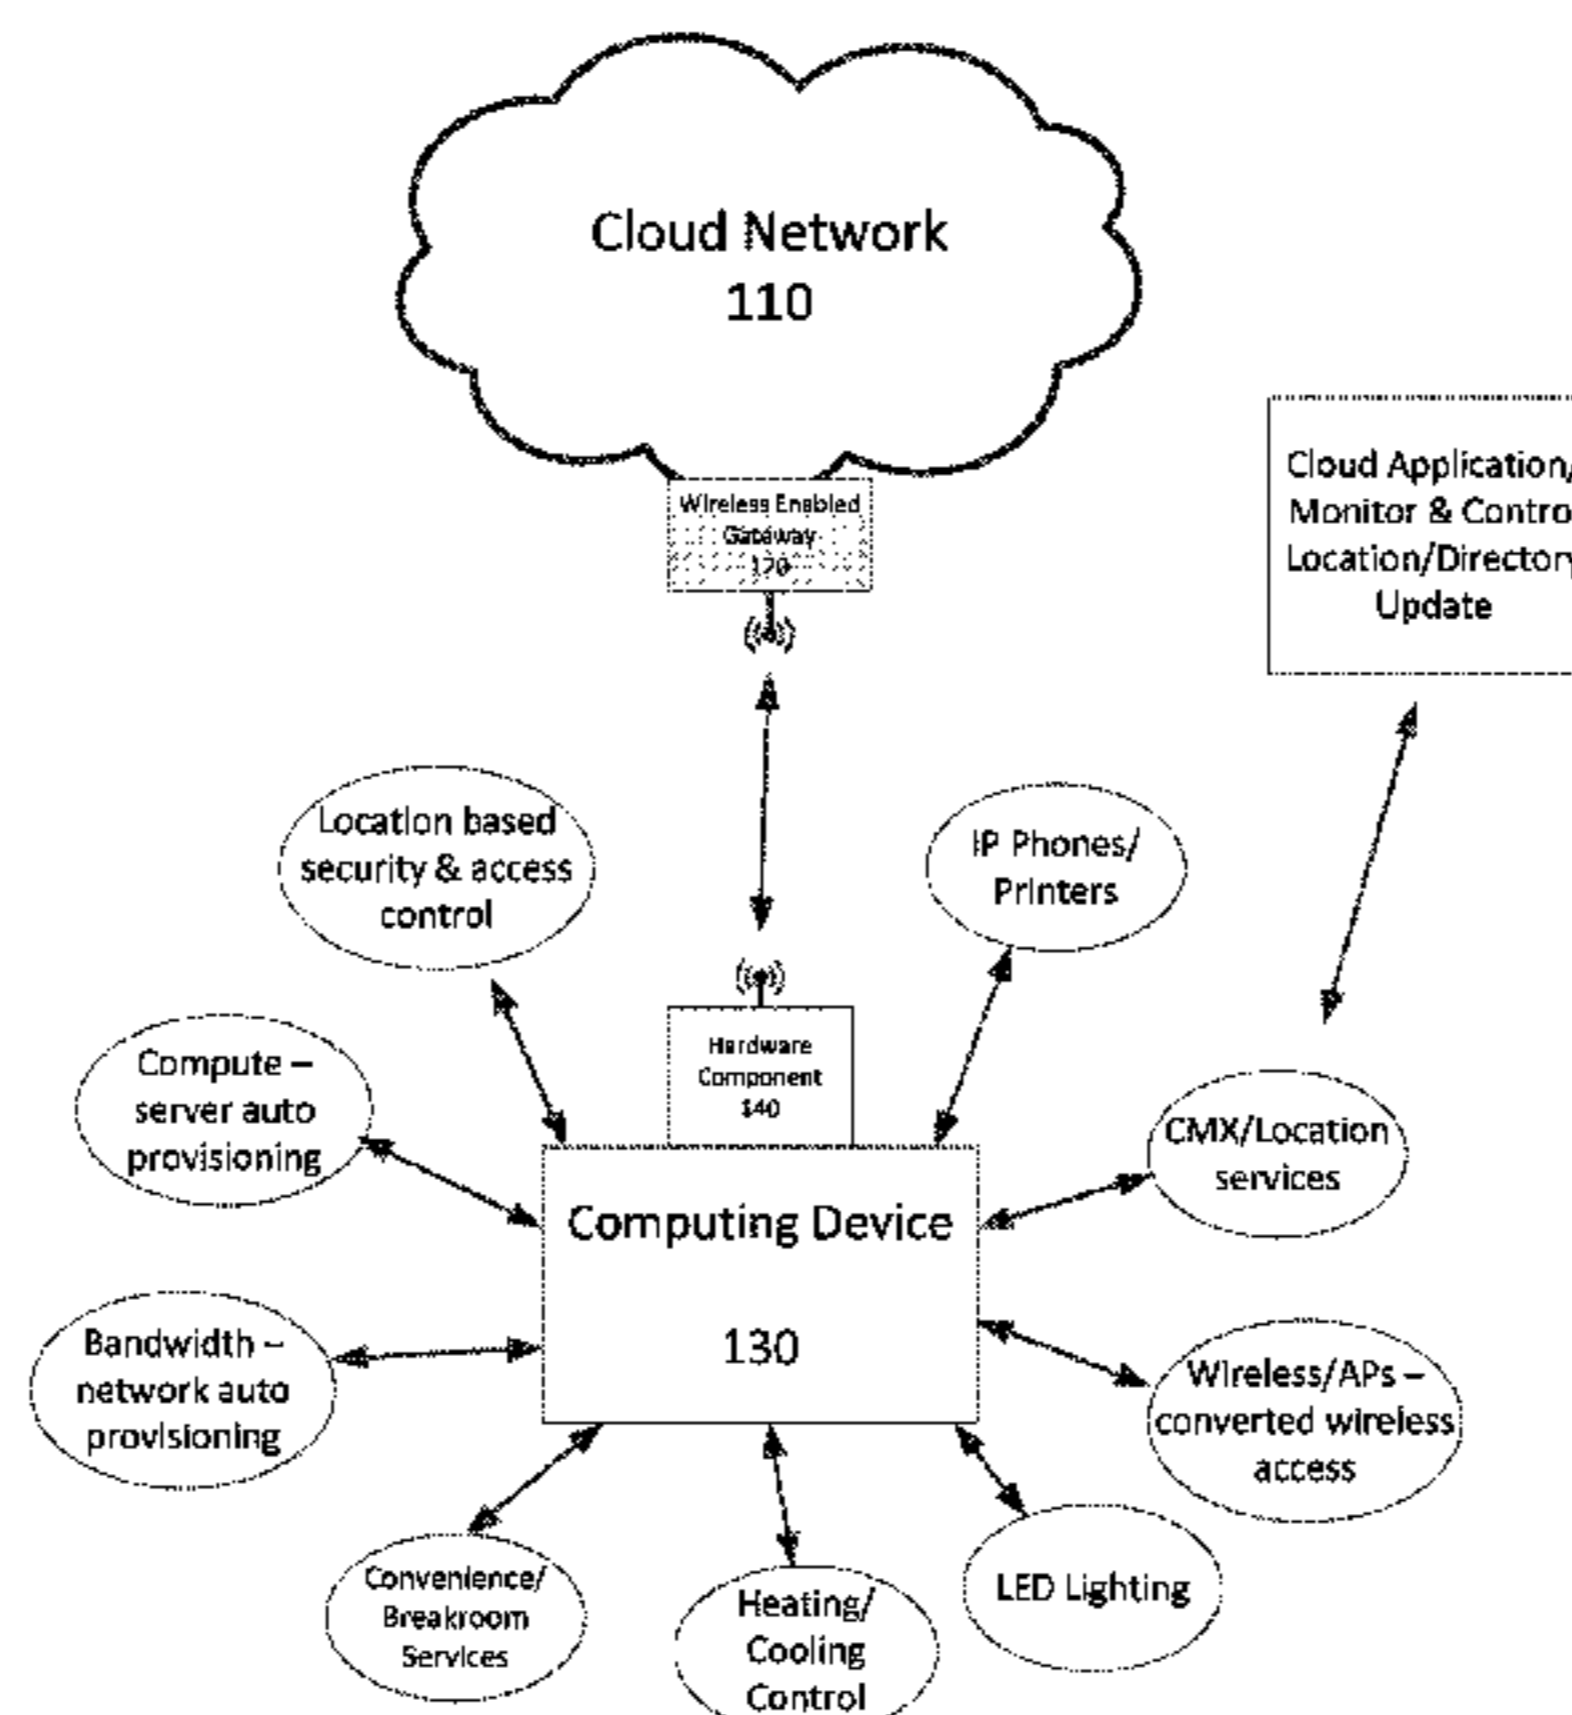 Cloud Network
110
Wireless Enabled
Gateway
120
Cloud Application/
Monitor & Contro
Location/Directory
Update
Location based
security & access
control
IP Phones/
Printers
Hardware
Component
140
Compute –
server auto
provisioning
CMX/Location
services
Computing Device
130
Bandwidth –
network auto
provisioning
Wireless/APs –
converted wireless
access
Convenience/
Breakroom
Services
Heating/
Cooling
Control
LED Lighting